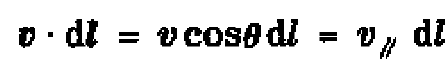 v · dl = v cosθ dl = v∥ dl